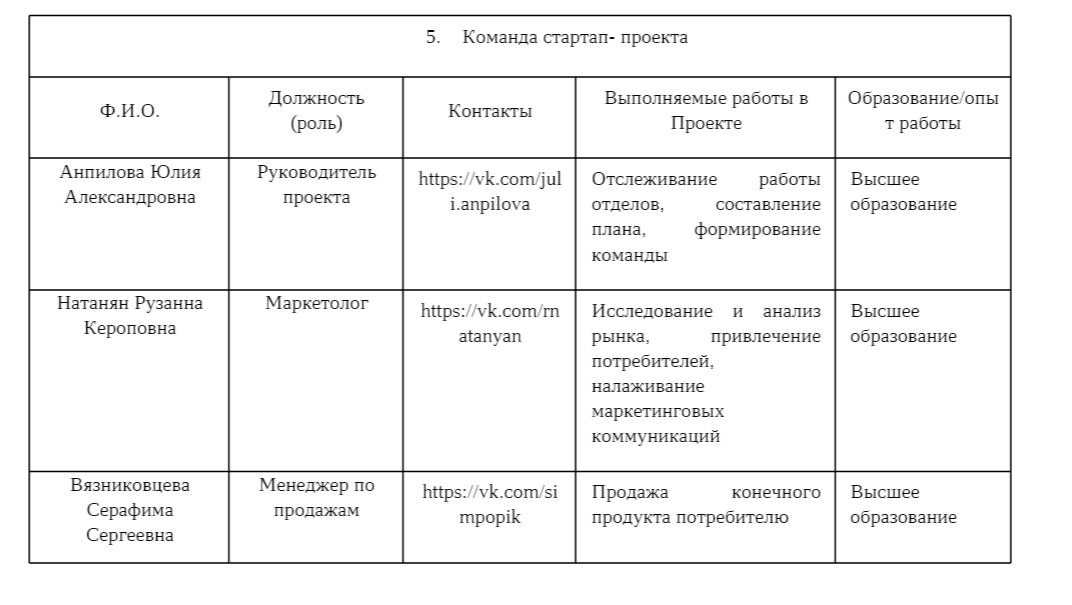 5. Команда стартап- проекта
Ф.И.О.
Должность
(роль)
Контакты
Выполняемые работы в
Проекте
Образование/опы
т работы
Анпилова Юлия
Александровна
Руководитель
проекта
https://vk.com/jul
i.anpilova
Отслеживание работы
отделов, составление
плана, формирование
команды
Высшее
образование
Натанян Рузанна
Кероповна
Маркетолог
https://vk.com/rn
atanyan
Исследование и анализ
рынка, привлечение
потребителей,
налаживание
маркетинговых
коммуникаций
Высшее
образование
Вязниковцева
Серафима
Сергеевна
Менеджер по
продажам
https://vk.com/si
mpopik
Продажа конечного
продукта потребителю
Высшее
образование